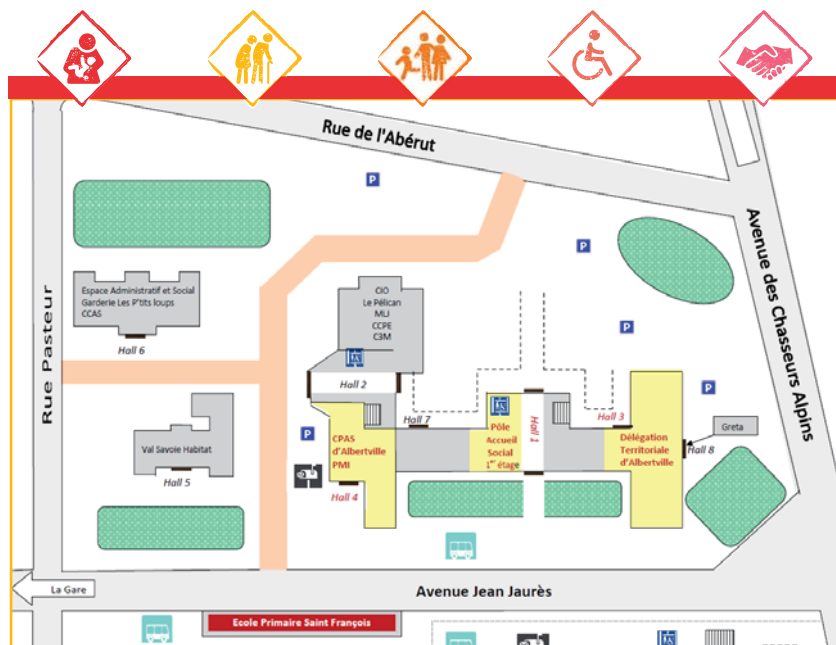 Rue de l'Abérut
P
Rue Pasteur
Avenue des Chasseurs Alpins
P
Espace Administratif et Social
Garderie Les P'tits loups
CCAS
Hall 6
CIO
Le Pélican
MLJ
CCPE
C3M
P
Hall 2
P
Hall 7
Hall 3
Hall 1
Greta
Val Savoie Habitat
Hall 5
P
CPAS
d'Albertville
PMI
Hall 4
Pôle
Accueil
Social
1er étage
Délégation
Territoriale
d'Albertville
Hall 8
La Gare
Avenue Jean Jaurès
Ecole Primaire Saint François